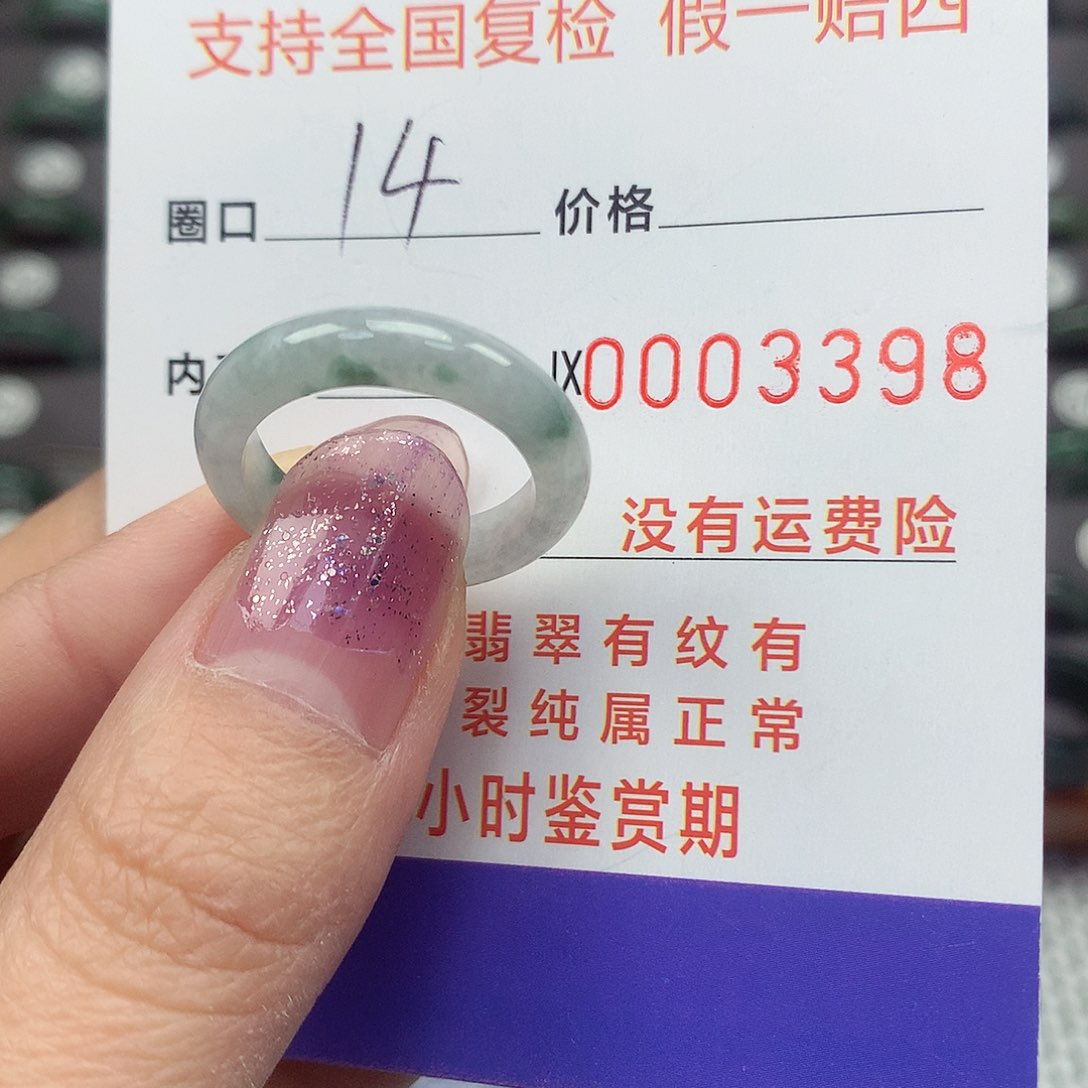 支持全国复检 假一赔四
圈口 14 价格
内 JX0003398
没有运费险
翡翠有纹有
裂纯属正常
小时鉴赏期